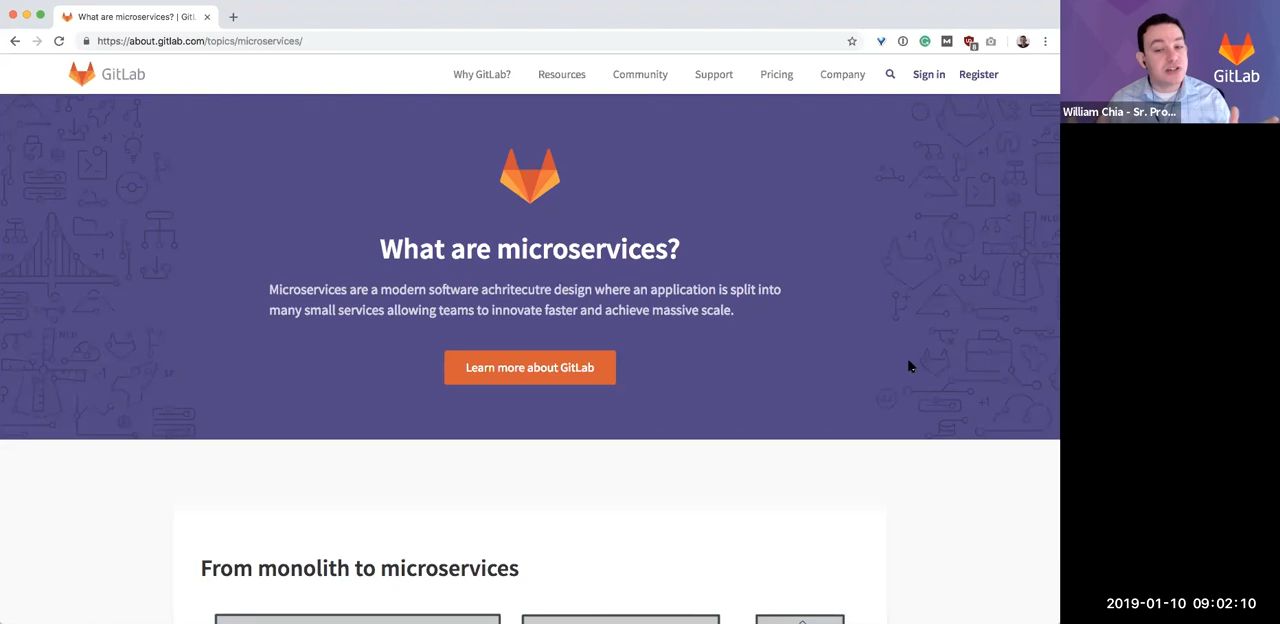 What are microservices? | GitL
https://about.gitlab.com/topics/microservices/
GitLab
Why GitLab?
Resources
Community
Support
Pricing
Company
Sign in
Register
What are microservices?
Microservices are a modern software achritecutre design where an application is split into
many small services allowing teams to innovate faster and achieve massive scale.
Learn more about GitLab
From monolith to microservices
GitLab
William Chia - Sr. Pro...
2019-01-10 09:02:10